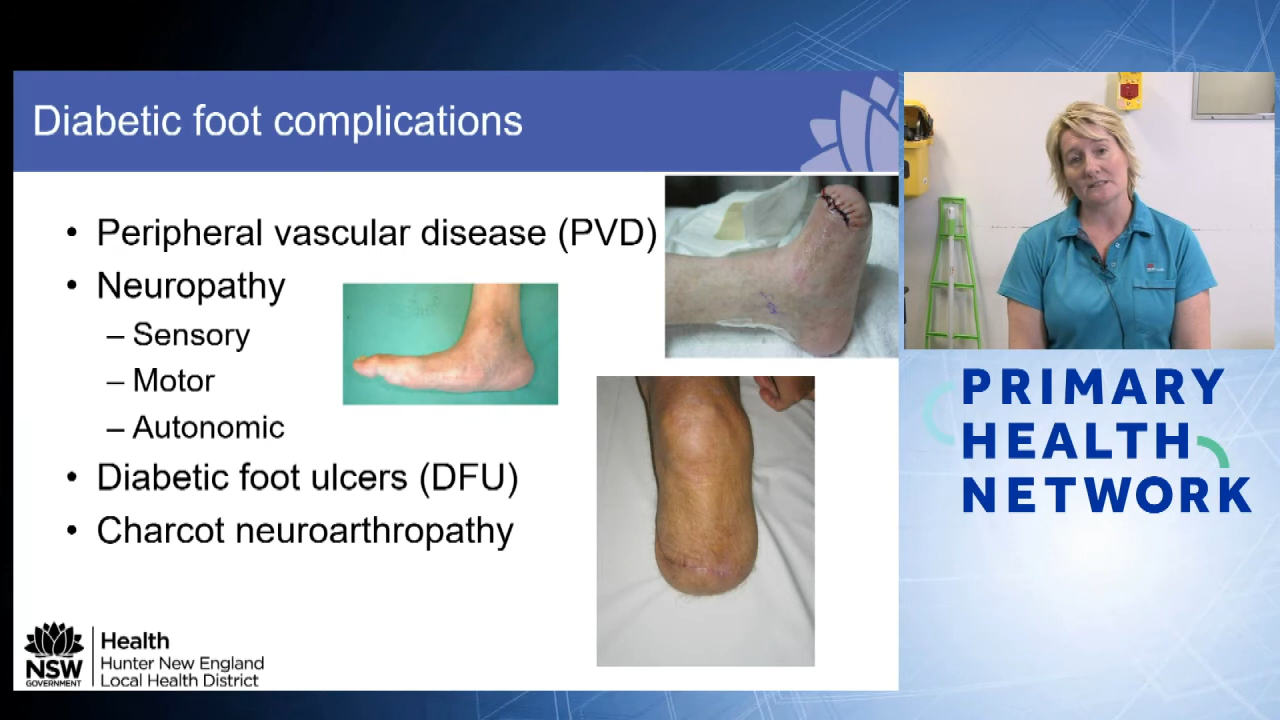 Diabetic foot complications
• Peripheral vascular disease (PVD)
• Neuropathy
– Sensory
– Motor
– Autonomic
• Diabetic foot ulcers (DFU)
• Charcot neuroarthropathy
NSW
GOVERNMENT
Health
Hunter New England
Local Health District
PRIMARY
HEALTH
NETWORK